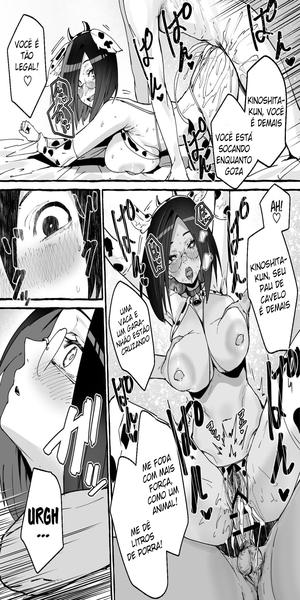 VOCÊ É
TÃO
LEGAL!
♡
KINOSHITA-
KUN, VOCÊ
É DEMAIS
VOCÊ ESTÁ
SOCANDO
ENQUANTO
GOZA
AH!
♡
KINOSHITA-
KUN, SEU
PAU DE
CAVELO É
DEMAIS
UMA
VACA E
UM GARA-
NHÃO ESTÃO
CRUZANDO
ME FODA
COM MAIS
FORÇA,
COMO UM
ANIMAL!
ME DÊ
LITROS
DE PORRA!
URGH
...